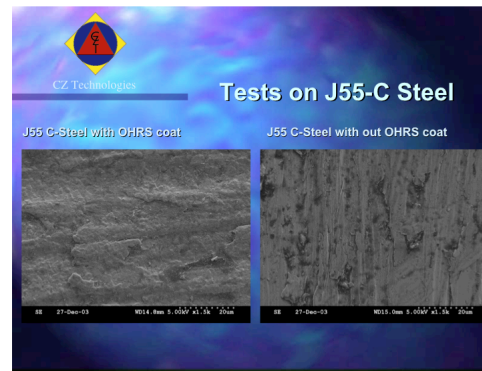 CZT
CZ Technologies
Tests on J55-C Steel
J55 C-Steel with OHRS coat
J55 C-Steel with out OHRS coat
SE 27-Dec-03 WD14.8mm 5.00kV x1.5k 20um
SE 27-Dec-03 WD15.0mm 5.00kV x1.5k 20um